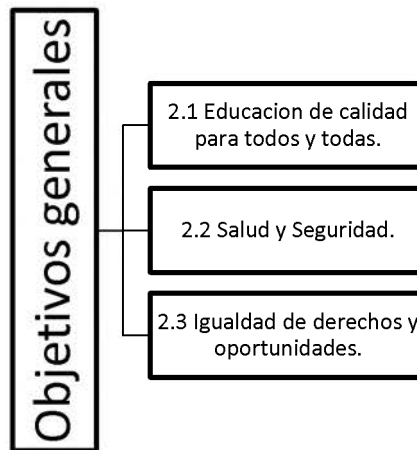 Objetivos generales
2.1 Educacion de calidad
para todos y todas.
2.2 Salud y Seguridad.
2.3 Igualdad de derechos y
oportunidades.